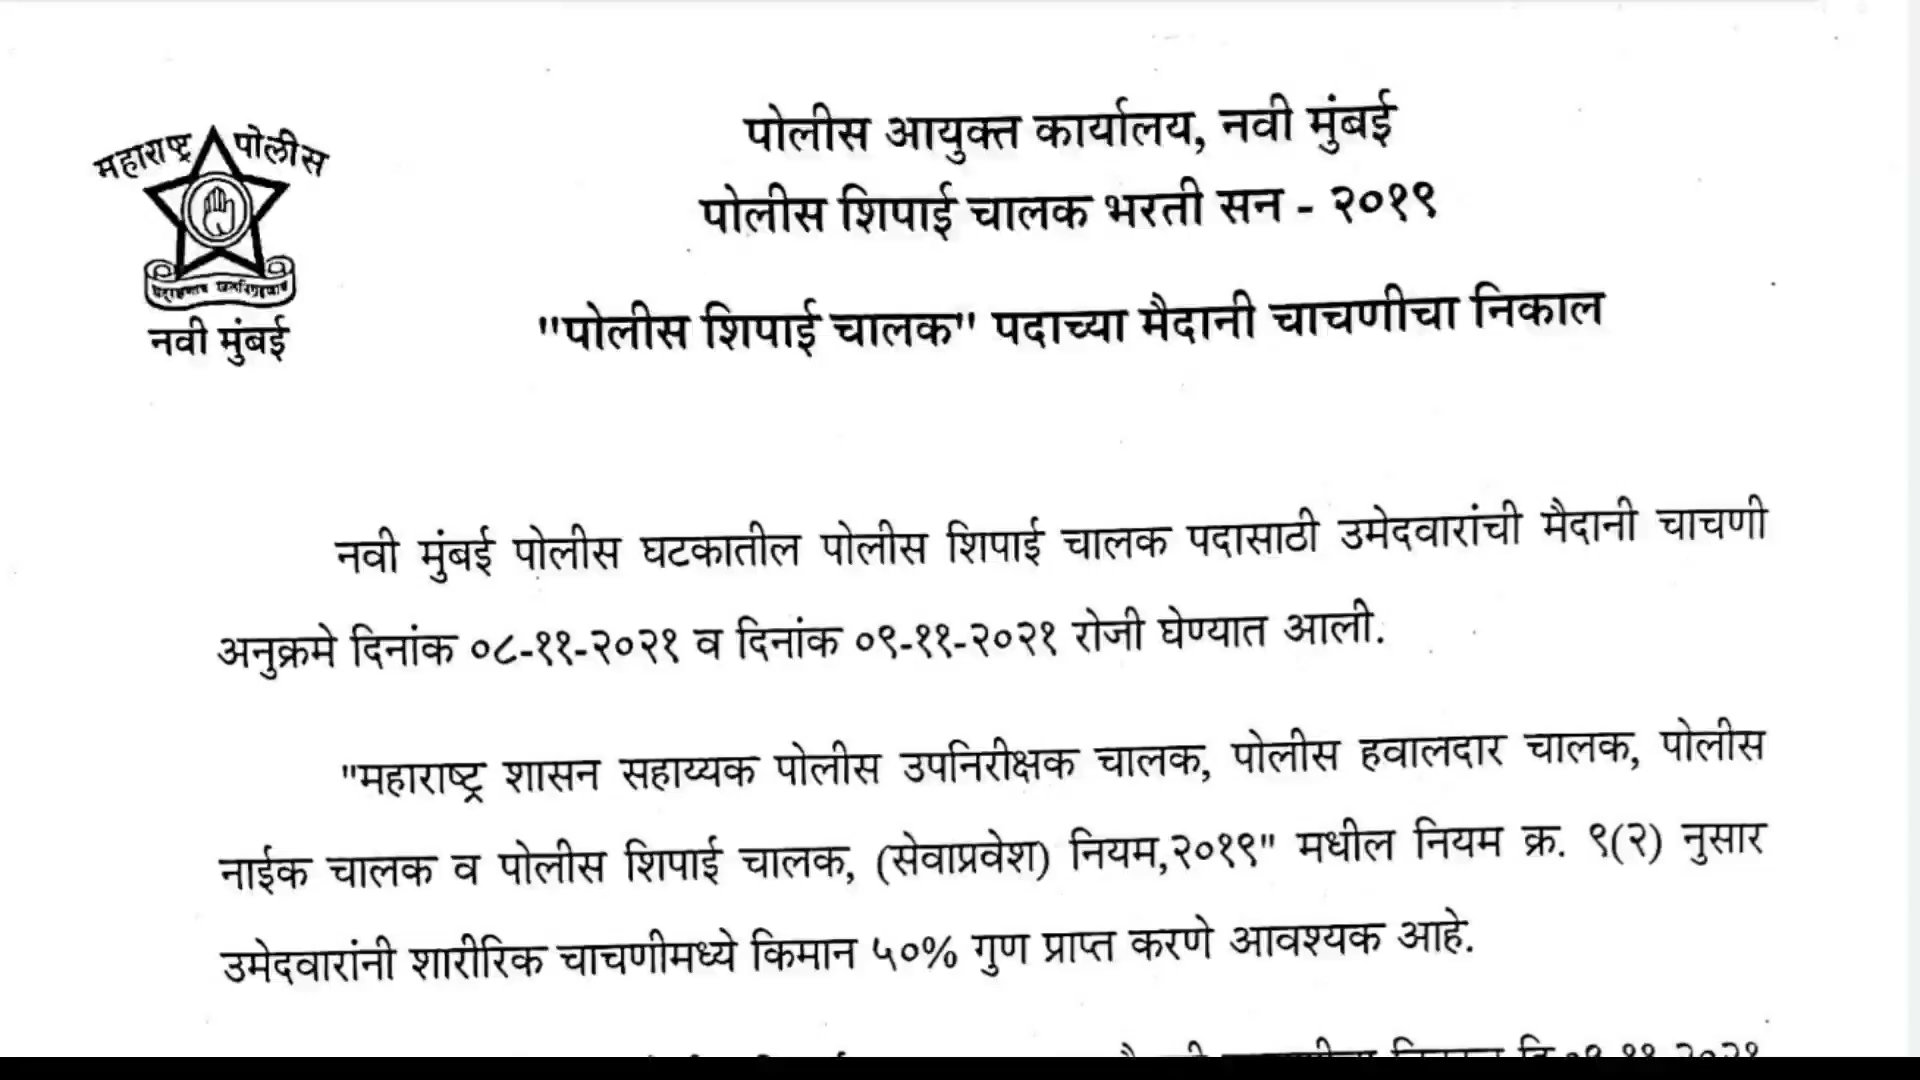 महाराष्ट्र पोलीस
नवी मुंबई
पोलीस आयुक्त कार्यालय, नवी मुंबई
पोलीस शिपाई चालक भरती सन - २०१९
"पोलीस शिपाई चालक" पदाच्या मैदानी चाचणीचा निकाल
नवी मुंबई पोलीस घटकातील पोलीस शिपाई चालक पदासाठी उमेदवारांची मैदानी चाचणी
अनुक्रमे दिनांक ०८-११-२०२१ व दिनांक ०९-११-२०२१ रोजी घेण्यात आली.
"महाराष्ट्र शासन सहाय्यक पोलीस उपनिरीक्षक चालक, पोलीस हवालदार चालक, पोलीस
नाईक चालक व पोलीस शिपाई चालक, (सेवाप्रवेश) नियम,२०१९" मधील नियम क्र. ९(२) नुसार
उमेदवारांनी शारीरिक चाचणीमध्ये किमान ५०% गुण प्राप्त करणे आवश्यक आहे.